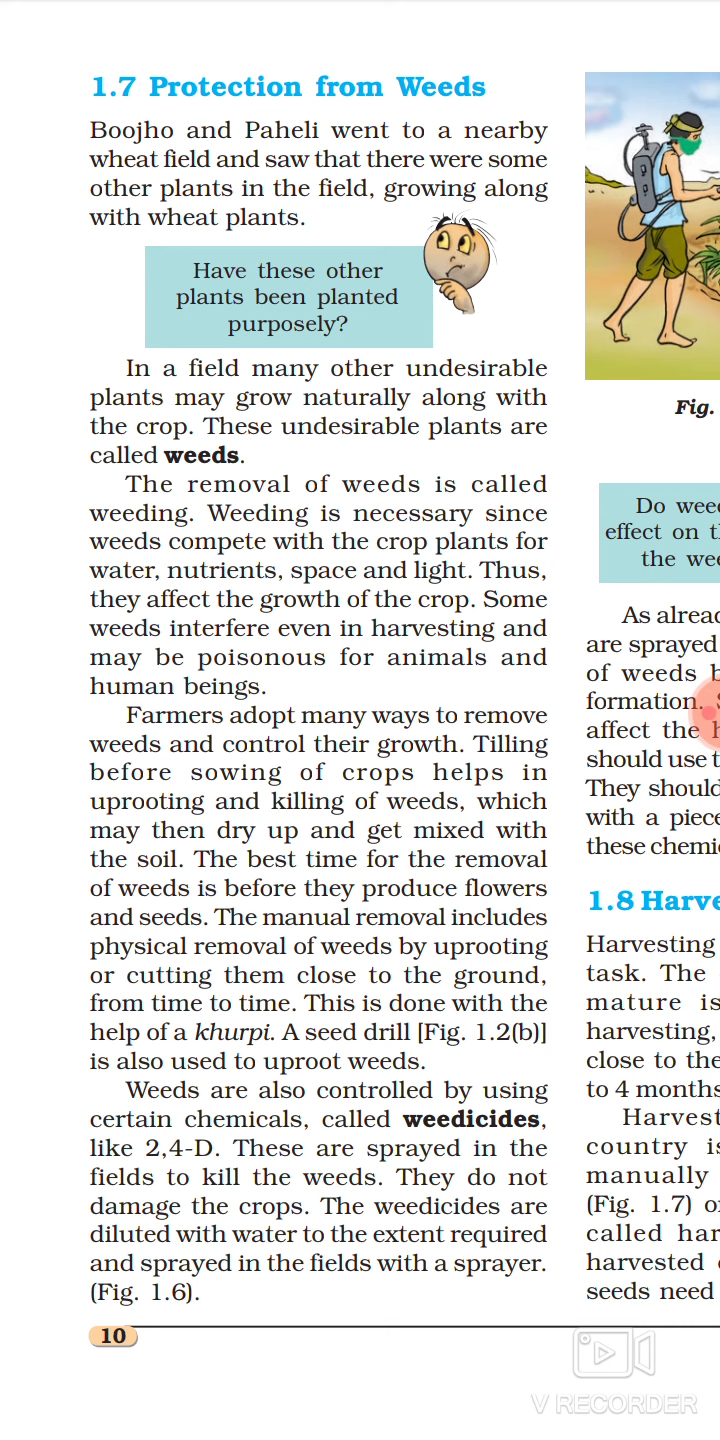 1.7 Protection from Weeds
Boojho and Paheli went to a nearby
wheat field and saw that there were some
other plants in the field, growing along
with wheat plants.
Have these other
plants been planted
purposely?
In a field many other undesirable
plants may grow naturally along with
the crop. These undesirable plants are
called weeds.
The removal of weeds is called
weeding. Weeding is necessary since
weeds compete with the crop plants for
water, nutrients, space and light. Thus,
they affect the growth of the crop. Some
weeds interfere even in harvesting and
may be poisonous for animals and
human beings.
Farmers adopt many ways to remove
weeds and control their growth. Tilling
before sowing of crops helps in
uprooting and killing of weeds, which
may then dry up and get mixed with
the soil. The best time for the removal
of weeds is before they produce flowers
and seeds. The manual removal includes
physical removal of weeds by uprooting
or cutting them close to the ground,
from time to time. This is done with the
help of a khurpi. A seed drill [Fig. 1.2(b)]
is also used to uproot weeds.
Weeds are also controlled by using
certain chemicals, called weedicides,
like 2,4-D. These are sprayed in the
fields to kill the weeds. They do not
damage the crops. The weedicides are
diluted with water to the extent required
and sprayed in the fields with a sprayer.
(Fig. 1.6).
10
Fig.
Do
effect on
the
As
are sprayed
of weeds
formation.
affect the
should use
They
with a
these
1.8
Harvesting
task. The
mature is
harvesting,
close to the
to 4 months
country is
manually
(Fig. 1.7)
called
harvested
seeds need
V RECORDER